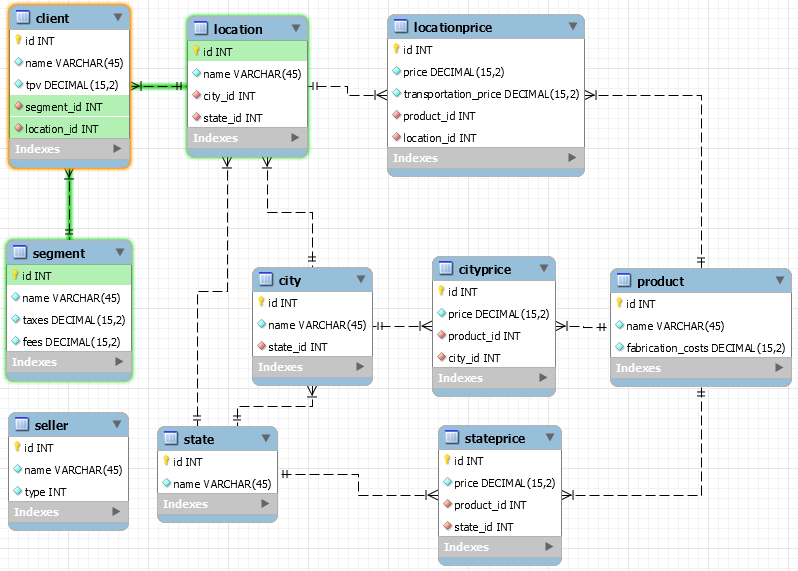 client
id INT
name VARCHAR(45)
tpv DECIMAL(15,2)
segment_id INT
location_id INT
Indexes
location
id INT
name VARCHAR(45)
city_id INT
state_id INT
Indexes
locationprice
id INT
price DECIMAL(15,2)
transportation_price DECIMAL(15,2)
product_id INT
location_id INT
Indexes
segment
id INT
name VARCHAR(45)
taxes DECIMAL(15,2)
fees DECIMAL(15,2)
Indexes
city
id INT
name VARCHAR(45)
state_id INT
Indexes
cityprice
id INT
price DECIMAL(15,2)
product_id INT
city_id INT
Indexes
product
id INT
name VARCHAR(45)
fabrication_costs DECIMAL(15,2)
Indexes
seller
id INT
name VARCHAR(45)
type INT
Indexes
state
id INT
name VARCHAR(45)
Indexes
stateprice
id INT
price DECIMAL(15,2)
product_id INT
state_id INT
Indexes